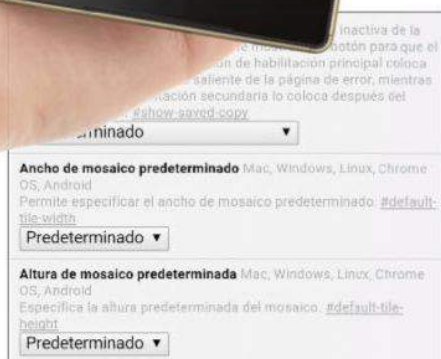 inactiva de la
botón para que el
de habilitación principal coloca
saliente de la página de error, mientras
secundaria lo coloca después del
#show-saved-copy
minado ▼
Ancho de mosaico predeterminado Mac, Windows, Linux, Chrome
OS, Android
Permite especificar el ancho de mosaico predeterminado. #default-
tile-width
Predeterminado ▼
Altura de mosaico predeterminada Mac, Windows, Linux, Chrome
OS, Android
Especifica la altura predeterminada del mosaico. #default-tile-
height
Predeterminado ▼